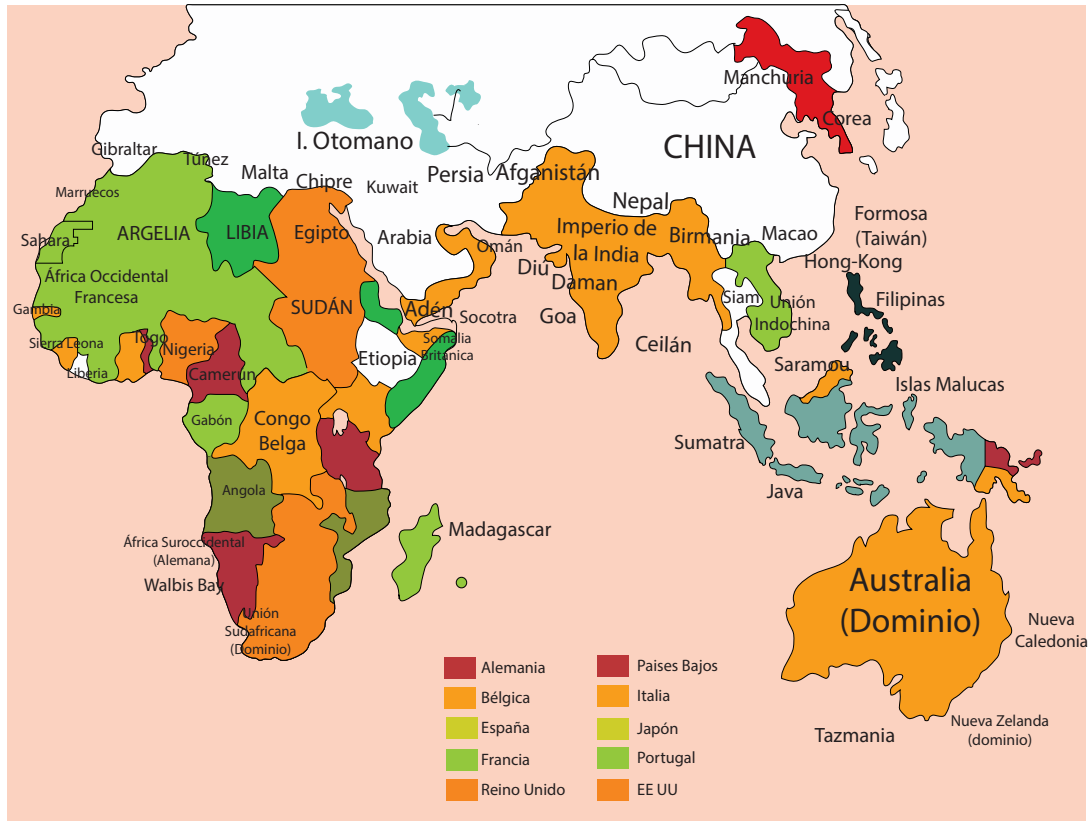 Manchuria
Corea
CHINA
Gibraltar
Túnez
I. Otomano
Malta
Chipre
Kuwait
Persia
Afganistán
Marruecos
Nepal
Formosa
(Taiwán)
Sahara
ARGELIA
LIBIA
Egipto
Arabia
Omán
Imperio de
la India
Birmania
Macao
Hong-Kong
África Occidental
Francesa
Diú
Daman
Goa
Siam
Unión
Indochina
Filipinas
Gambia
SUDÁN
Adén
Socotra
Sierra Leona
Togo
Nigeria
Liberia
Camerun
Etiopia
Somalia
Británica
Ceilán
Saramou
Islas Malucas
Gabón
Congo
Belga
Sumatra
Java
Angola
Madagascar
África Suroccidental
(Alemana)
Walbis Bay
Unión
Sudafricana
(Dominio)
Australia
(Dominio)
Nueva
Caledonia
Nueva Zelanda
(dominio)
Tazmania
Alemania
Bélgica
España
Francia
Reino Unido
Paises Bajos
Italia
Japón
Portugal
EE UU